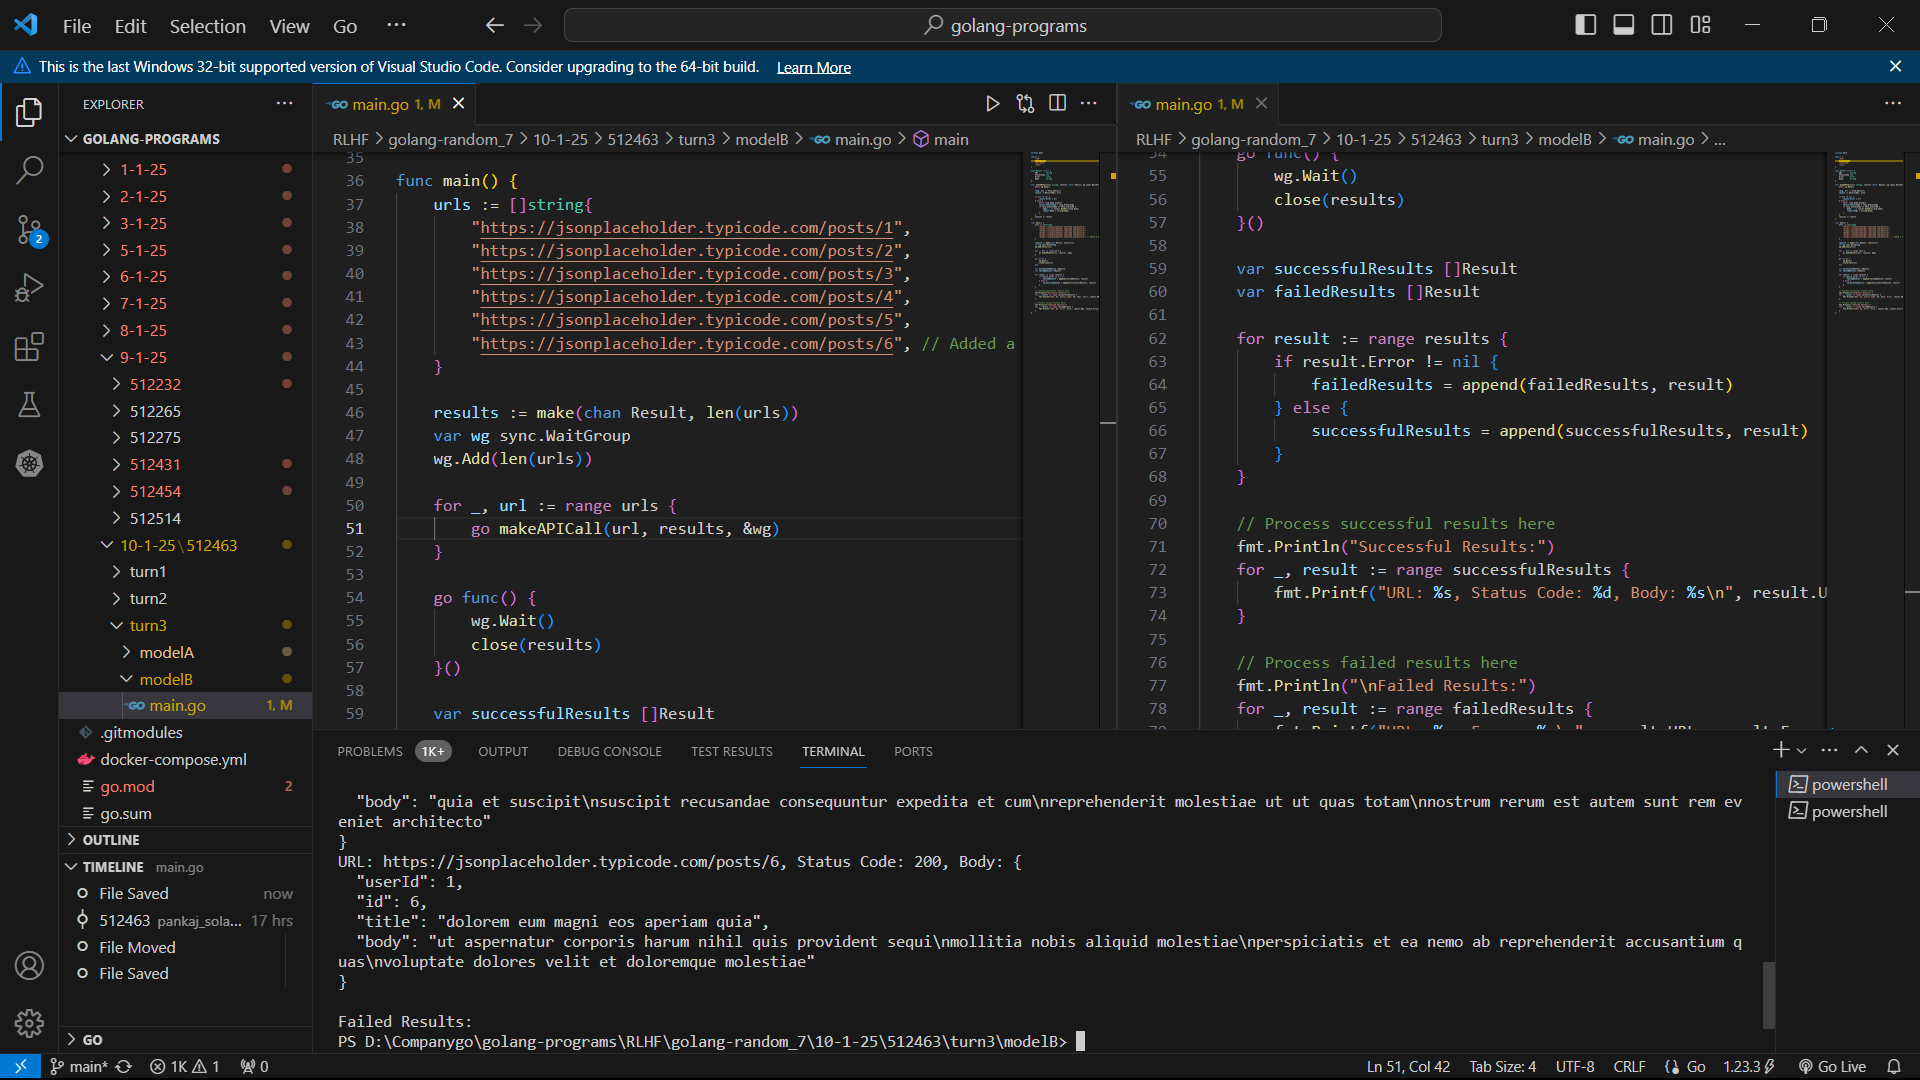 File Edit Selection View Go ···
golang-programs
This is the last Windows 32-bit supported version of Visual Studio Code. Consider upgrading to the 64-bit build. Learn More
EXPLORER
GOLANG-PROGRAMS
1-1-25
2-1-25
3-1-25
5-1-25
6-1-25
7-1-25
8-1-25
9-1-25
512232
512265
512275
512431
512454
512514
10-1-25\512463
turn1
turn2
turn3
modelA
modelB
main.go 1, M
.gitmodules
docker-compose.yml
go.mod 2
go.sum
OUTLINE
TIMELINE main.go
File Saved now
512463 pankaj_sola... 17 hrs
File Moved
File Saved
GO
2
main.go 1, M
RLHF > golang-random_7 > 10-1-25 > 512463 > turn3 > modelB > main.go > main
35
36 func main() {
37 urls := []string{
38 "https://jsonplaceholder.typicode.com/posts/1",
39 "https://jsonplaceholder.typicode.com/posts/2",
40 "https://jsonplaceholder.typicode.com/posts/3",
41 "https://jsonplaceholder.typicode.com/posts/4",
42 "https://jsonplaceholder.typicode.com/posts/5",
43 "https://jsonplaceholder.typicode.com/posts/6", // Added a
44 }
45
46 results := make(chan Result, len(urls))
47 var wg sync.WaitGroup
48 wg.Add(len(urls))
49
50 for _, url := range urls {
51 go makeAPICall(url, results, &wg)
52 }
53
54 go func() {
55 wg.Wait()
56 close(results)
57 }()
58
59 var successfulResults []Result
main.go 1, M
RLHF > golang-random_7 > 10-1-25 > 512463 > turn3 > modelB > main.go > ...
54 go func() {
55 wg.Wait()
56 close(results)
57 }()
58
59 var successfulResults []Result
60 var failedResults []Result
61
62 for result := range results {
63 if result.Error != nil {
64 failedResults = append(failedResults, result)
65 } else {
66 successfulResults = append(successfulResults, result)
67 }
68 }
69
70 // Process successful results here
71 fmt.Println("Successful Results:")
72 for _, result := range successfulResults {
73 fmt.Printf("URL: %s, Status Code: %d, Body: %s\n", result.U
74 }
75
76 // Process failed results here
77 fmt.Println("\nFailed Results:")
78 for _, result := range failedResults {
PROBLEMS 1K+ OUTPUT DEBUG CONSOLE TEST RESULTS TERMINAL PORTS
"body": "quia et suscipit\nsuscipit recusandae consequuntur expedita et cum\nreprehenderit molestiae ut ut quas totam\nnostrum rerum est autem sunt rem ev
eniet architecto"
}
URL: https://jsonplaceholder.typicode.com/posts/6, Status Code: 200, Body: {
"userId": 1,
"id": 6,
"title": "dolorem eum magni eos aperiam quia",
"body": "ut aspernatur corporis harum nihil quis provident sequi\nmollitia nobis aliquid molestiae\nperspiciatis et ea nemo ab reprehenderit accusantium q
uas\nvoluptate dolores velit et doloremque molestiae"
}
Failed Results:
PS D:\Companygo\golang-programs\RLHF\golang-random_7\10-1-25\512463\turn3\modelB>
powershell
powershell
main* 1K 1 0
Ln 51, Col 42 Tab Size: 4 UTF-8 CRLF Go 1.23.3 Go Live